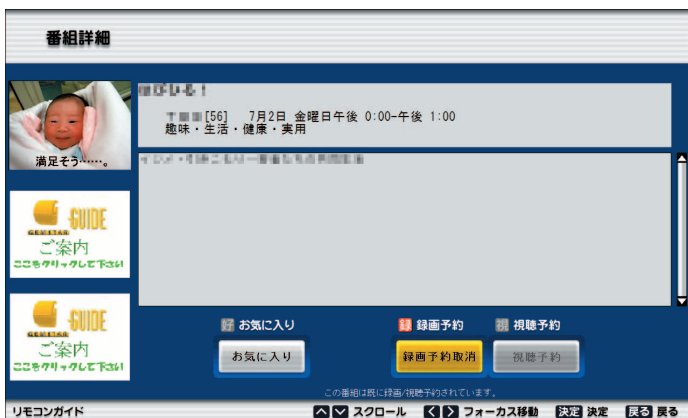 番組詳細
[56] 7月2日 金曜日午後 0:00-午後 1:00
趣味・生活・健康・実用
満足そう……。
GEMSTAR GUIDE
ご案内
ここをクリックして下さい
GEMSTAR GUIDE
ご案内
ここをクリックして下さい
好 お気に入り
録 録画予約
視 視聴予約
お気に入り
録画予約取消
視聴予約
この番組は既に録画/視聴予約されています。
リモコンガイド
スクロール
フォーカス移動
決定 決定
戻る 戻る